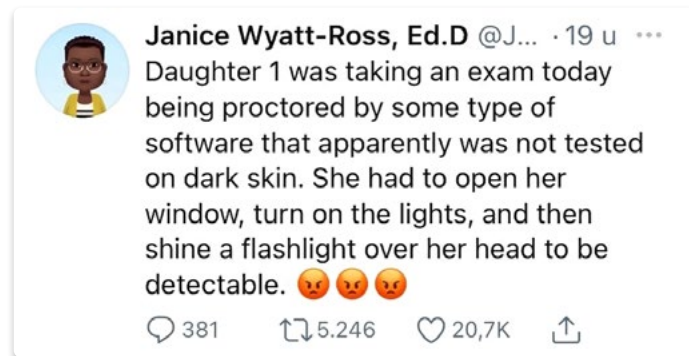 Janice Wyatt-Ross, Ed.D @J... · 19 u ···
Daughter 1 was taking an exam today
being proctored by some type of
software that apparently was not tested
on dark skin. She had to open her
window, turn on the lights, and then
shine a flashlight over her head to be
detectable. 😡😡😡
381 5.246 20,7K